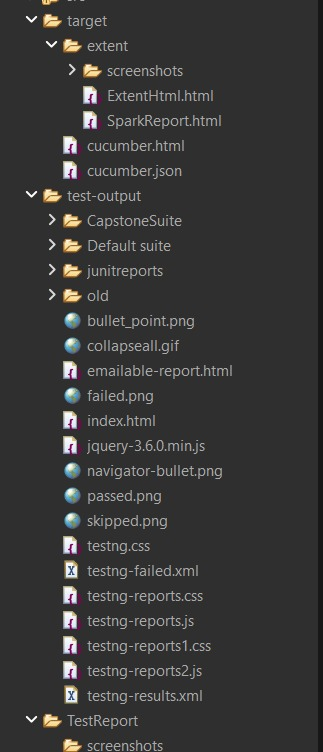 target
extent
screenshots
ExtentHtml.html
SparkReport.html
cucumber.html
cucumber.json
test-output
CapstoneSuite
Default suite
junitreports
old
bullet_point.png
collapseall.gif
emailable-report.html
failed.png
index.html
jquery-3.6.0.min.js
navigator-bullet.png
passed.png
skipped.png
testng.css
testng-failed.xml
testng-reports.css
testng-reports.js
testng-reports1.css
testng-reports2.js
testng-results.xml
TestReport
screenshots